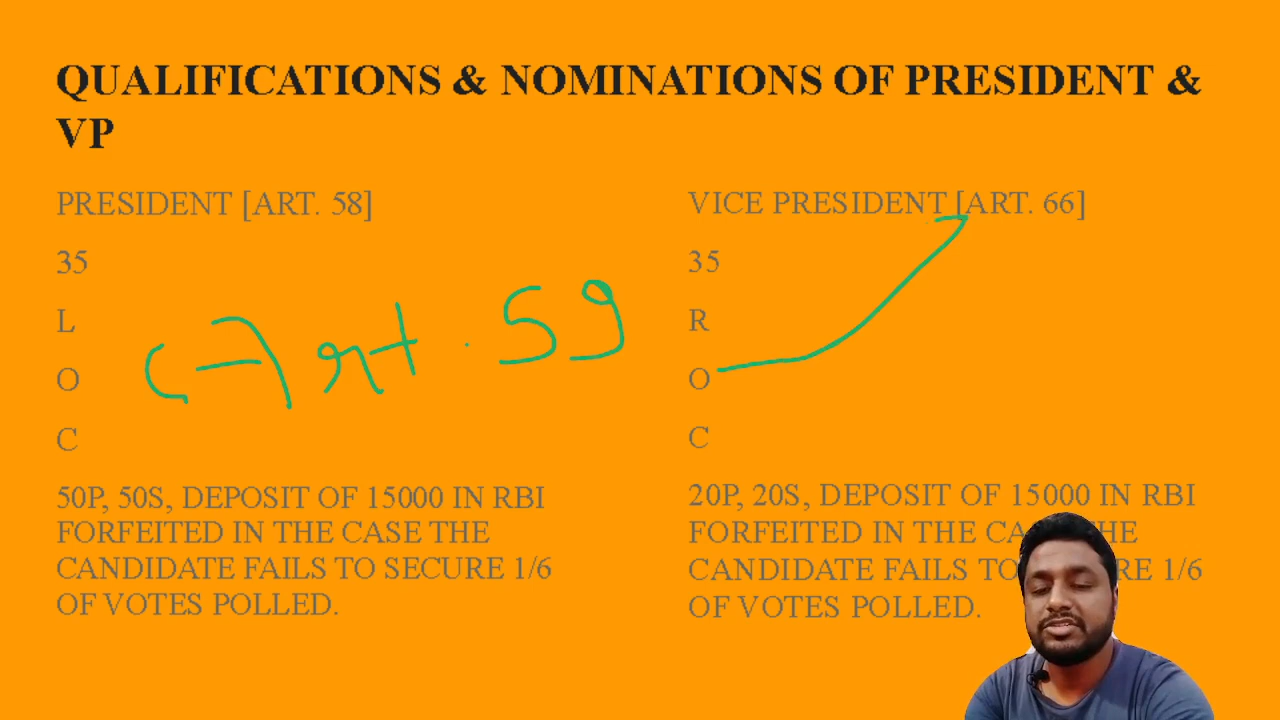 QUALIFICATIONS & NOMINATIONS OF PRESIDENT &
VP
PRESIDENT [ART. 58]
35
L
O
C
Art. 59
50P, 50S, DEPOSIT OF 15000 IN RBI
FORFEITED IN THE CASE THE
CANDIDATE FAILS TO SECURE 1/6
OF VOTES POLLED.
VICE PRESIDENT [ART. 66]
35
R
O
C
20P, 20S, DEPOSIT OF 15000 IN RBI
FORFEITED IN THE HE
CANDIDATE FAILS TO RE 1/6
OF VOTES POLLED.